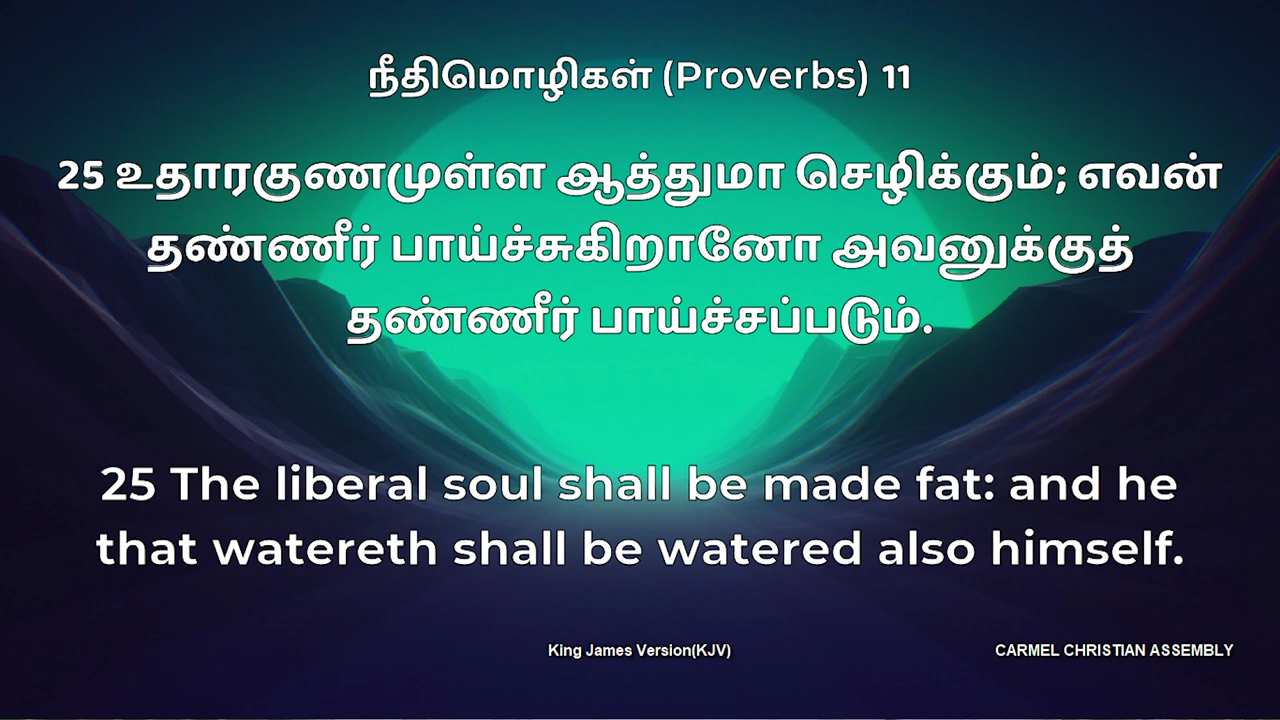 நீதிமொழிகள் (Proverbs) 11
25 உதாரகுணமுள்ள ஆத்துமா செழிக்கும்; எவன்
தண்ணீர் பாய்ச்சுகிறானோ அவனுக்குத்
தண்ணீர் பாய்ச்சப்படும்.
25 The liberal soul shall be made fat: and he
that watereth shall be watered also himself.
King James Version(KJV)
CARMEL CHRISTIAN ASSEMBLY